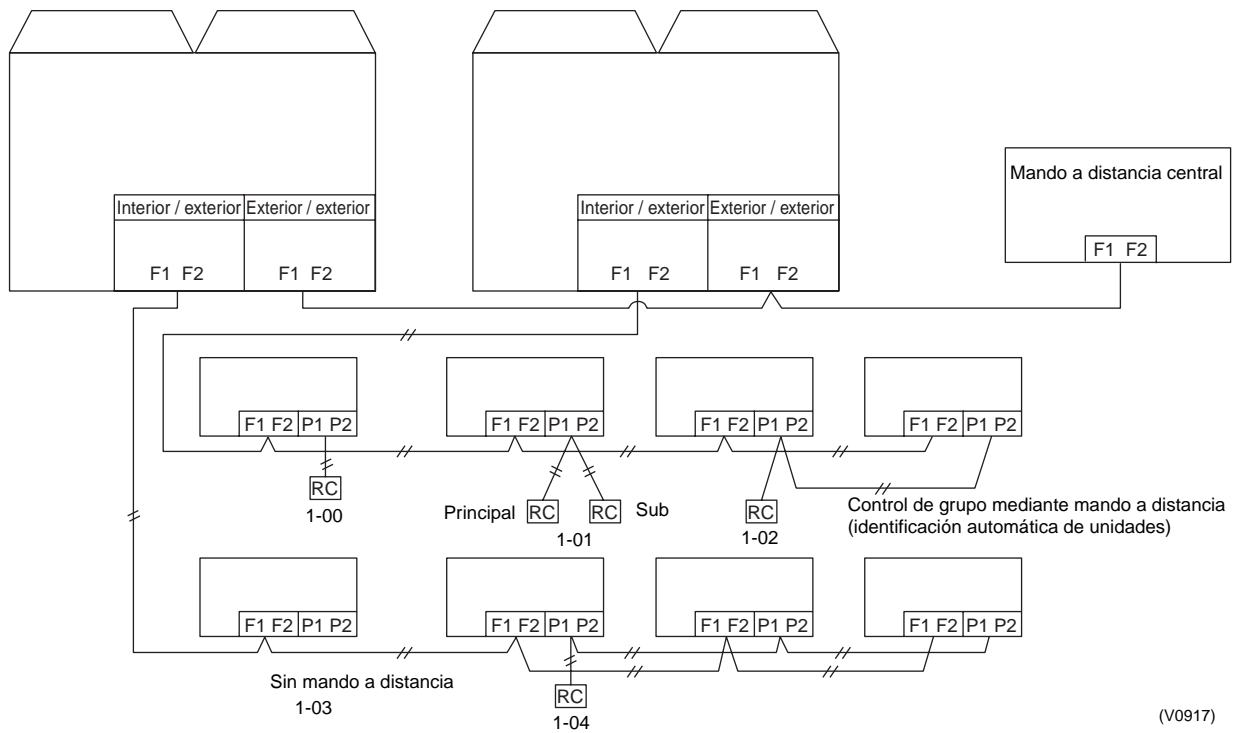 Interior / exterior Exterior / exterior
F1 F2 F1 F2
Interior / exterior Exterior / exterior
F1 F2 F1 F2
Mando a distancia central
F1 F2
F1 F2 P1 P2
F1 F2 P1 P2
F1 F2 P1 P2
F1 F2 P1 P2
RC
1-00
Principal RC RC Sub
1-01
RC
1-02
Control de grupo mediante mando a distancia
(identificación automática de unidades)
F1 F2 P1 P2
F1 F2 P1 P2
F1 F2 P1 P2
F1 F2 P1 P2
Sin mando a distancia
1-03
RC
1-04
(V0917)